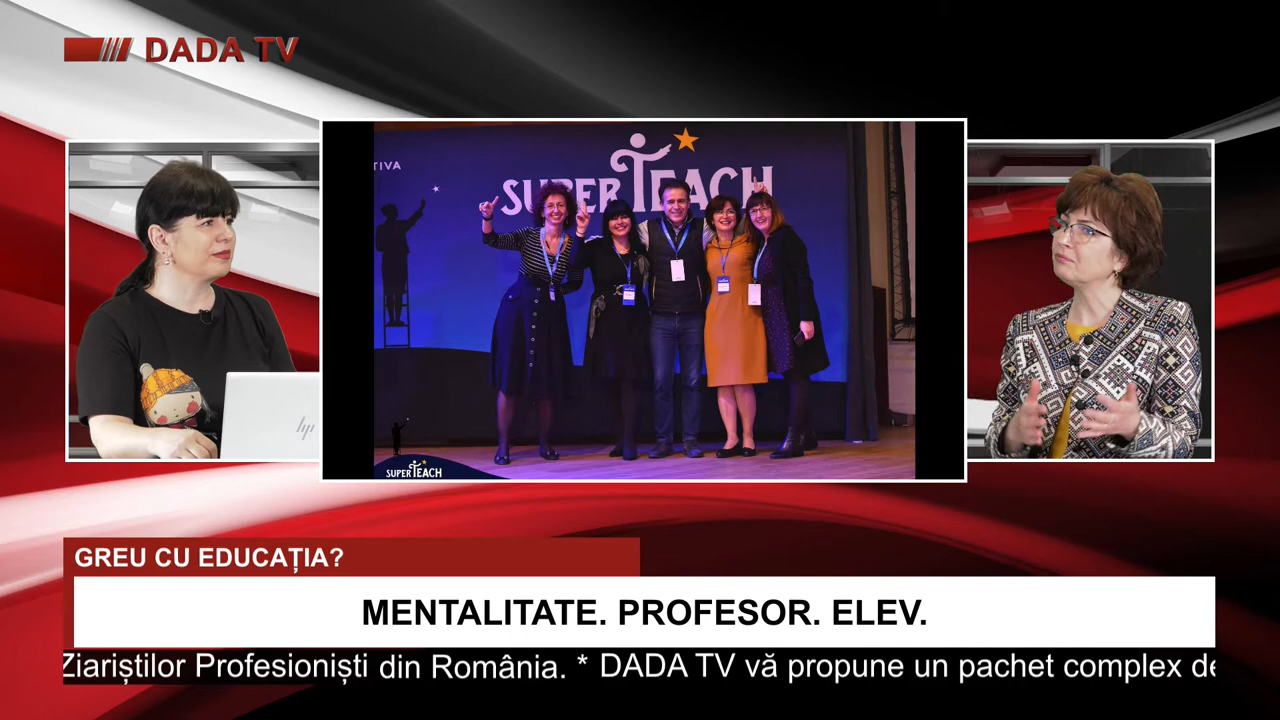 DADA TV
TIVA
SUPER TEACH
hp
SUPER TEACH
GREU CU EDUCAȚIA?
MENTALITATE. PROFESOR. ELEV.
Ziariștilor Profesioniști din România. * DADA TV vă propune un pachet complex de